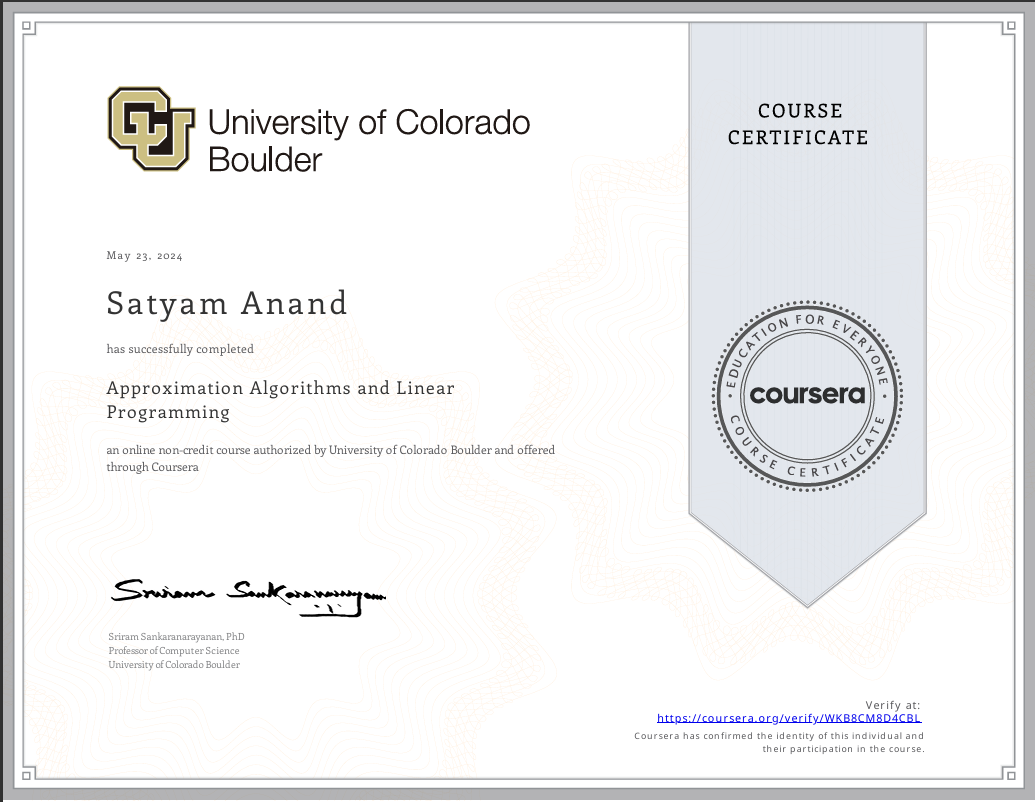 CU
University of Colorado
Boulder
COURSE
CERTIFICATE
May 23, 2024
Satyam Anand
has successfully completed
Approximation Algorithms and Linear
Programming
an online non-credit course authorized by University of Colorado Boulder and offered
through Coursera
EDUCATION FOR EVERYONE
coursera
COURSE CERTIFICATE
Sriram Sankaranarayanan
Sriram Sankaranarayanan, PhD
Professor of Computer Science
University of Colorado Boulder
Verify at:
https://coursera.org/verify/WKB8CM8D4CBL
Coursera has confirmed the identity of this individual and
their participation in the course.